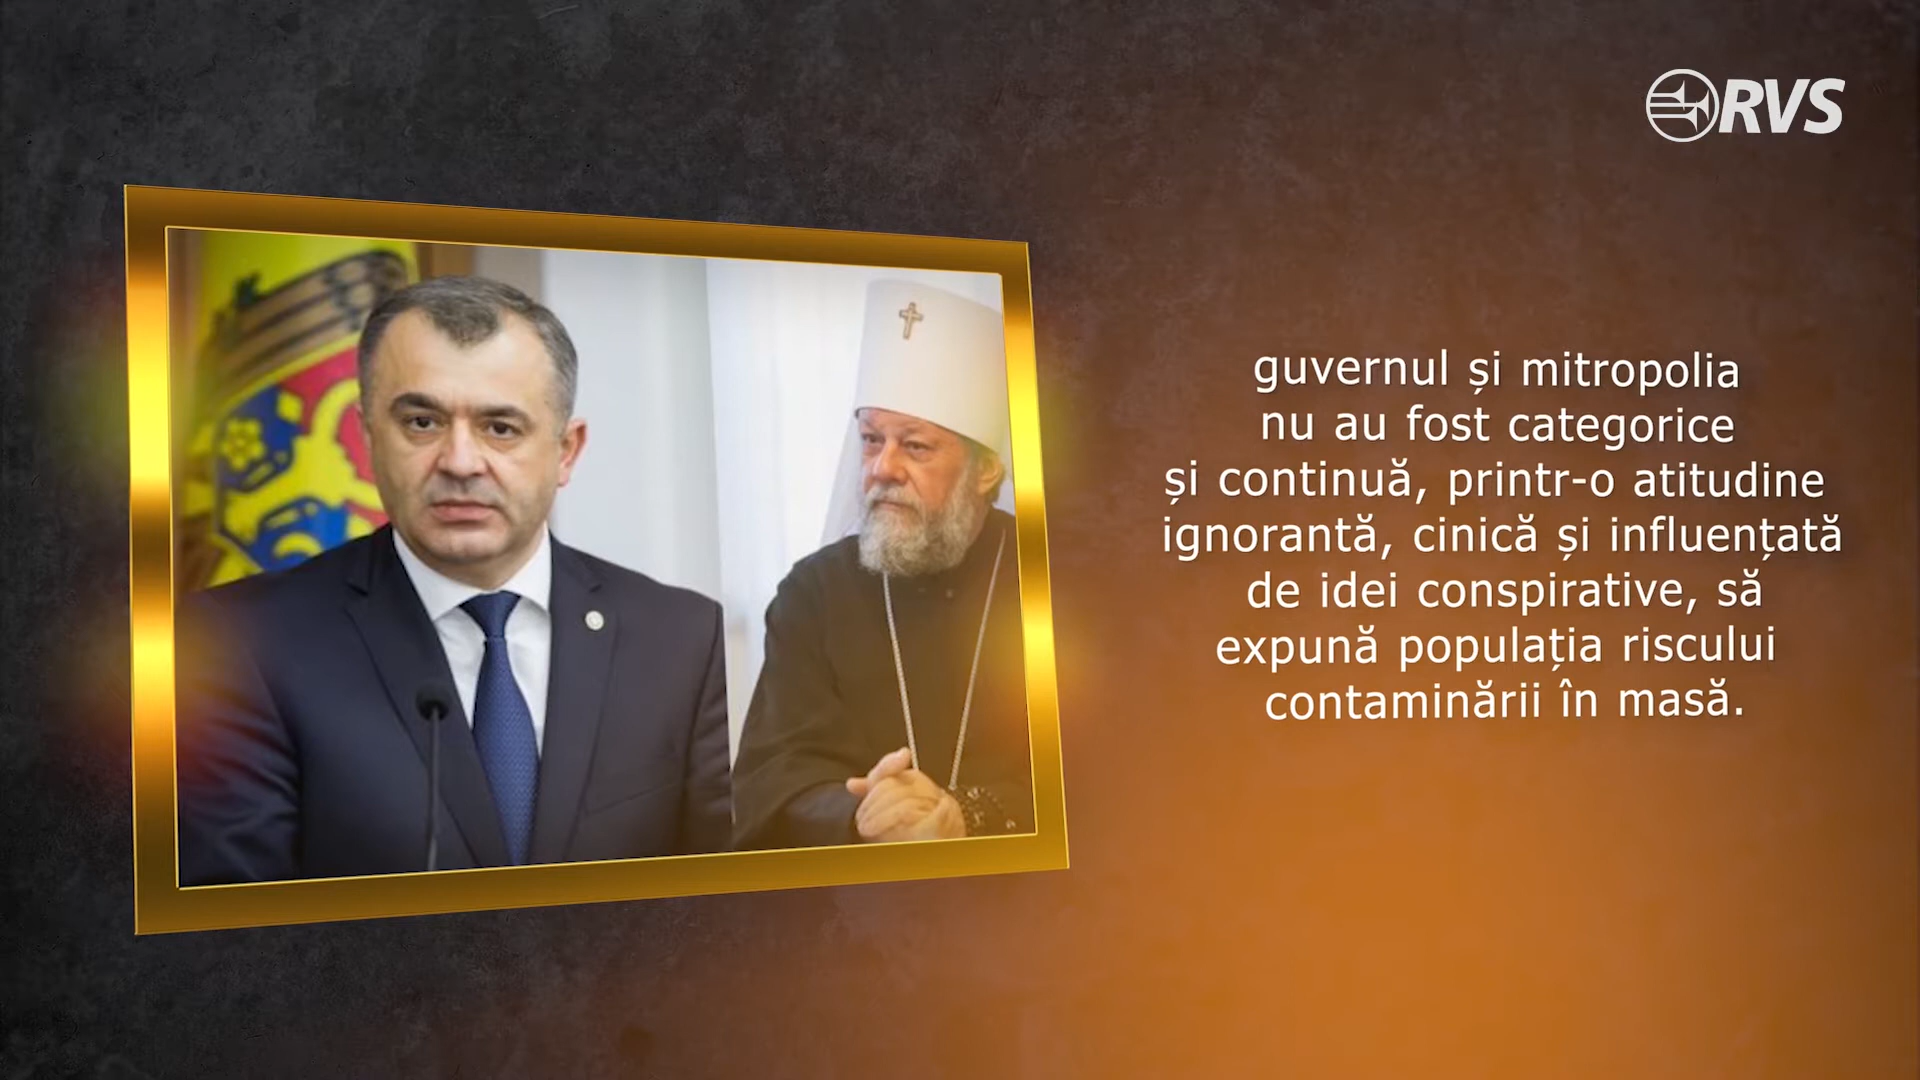 RVS
guvernul și mitropolia
nu au fost categorice
și continuă, printr-o atitudine
ignorantă, cinică și influențată
de idei conspirative, să
expună populația riscului
contaminării în masă.